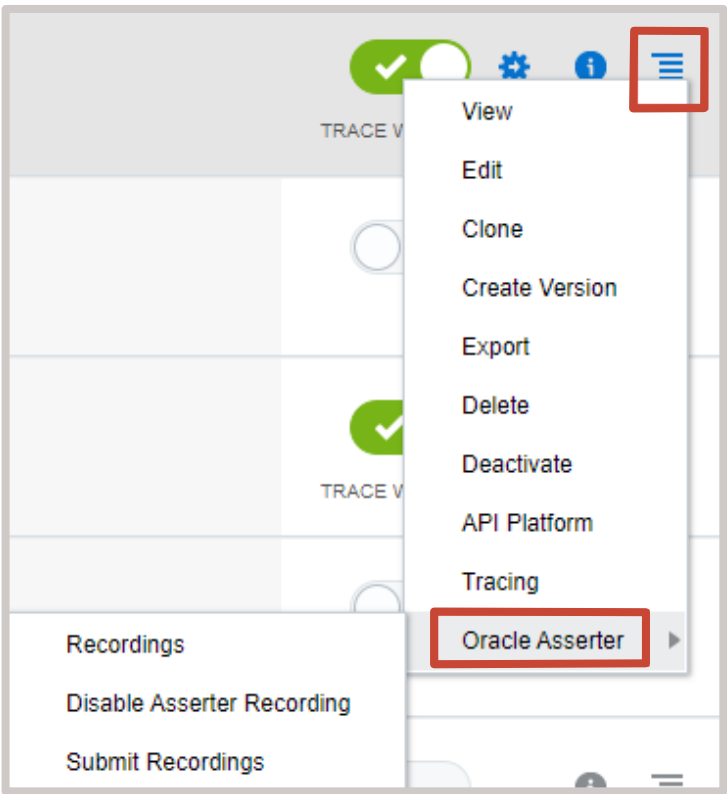 TRACE W
View
Edit
Clone
Create Version
Export
Delete
TRACE W
Deactivate
API Platform
Tracing
Oracle Asserter
Recordings
Disable Asserter Recording
Submit Recordings